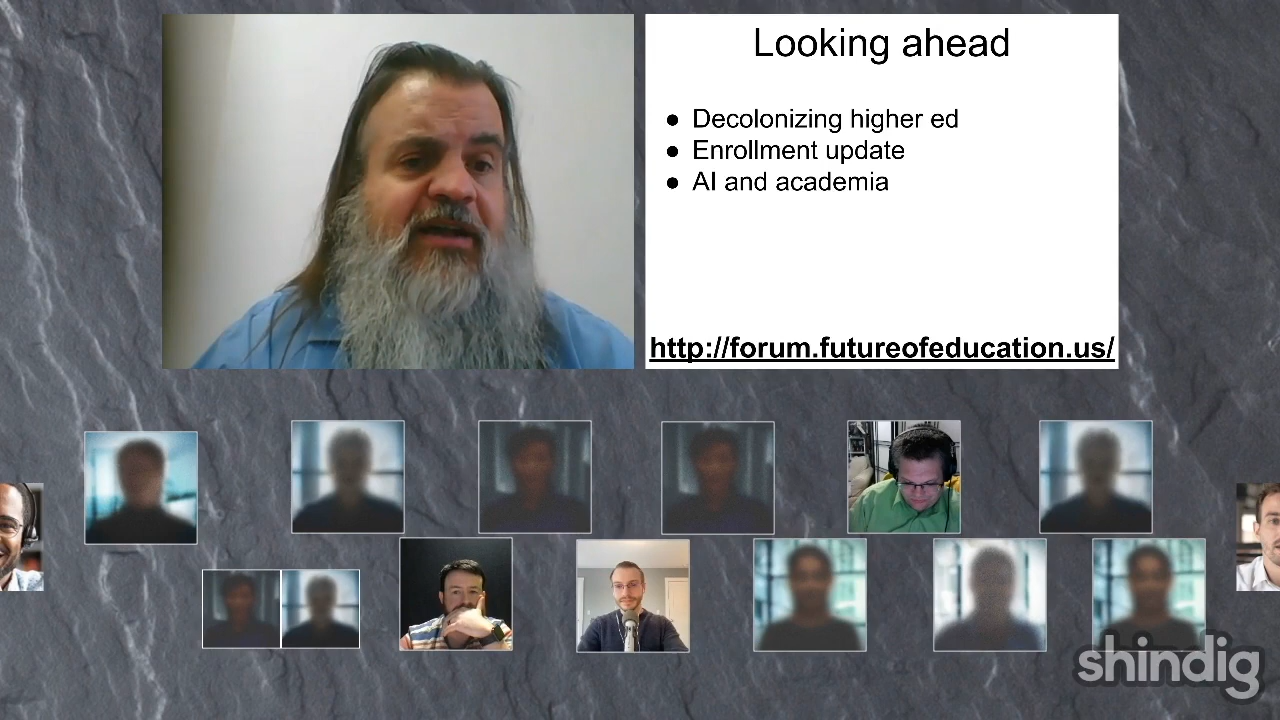 Looking ahead
● Decolonizing higher ed
● Enrollment update
● AI and academia
http://forum.futureofeducation.us/
shindig